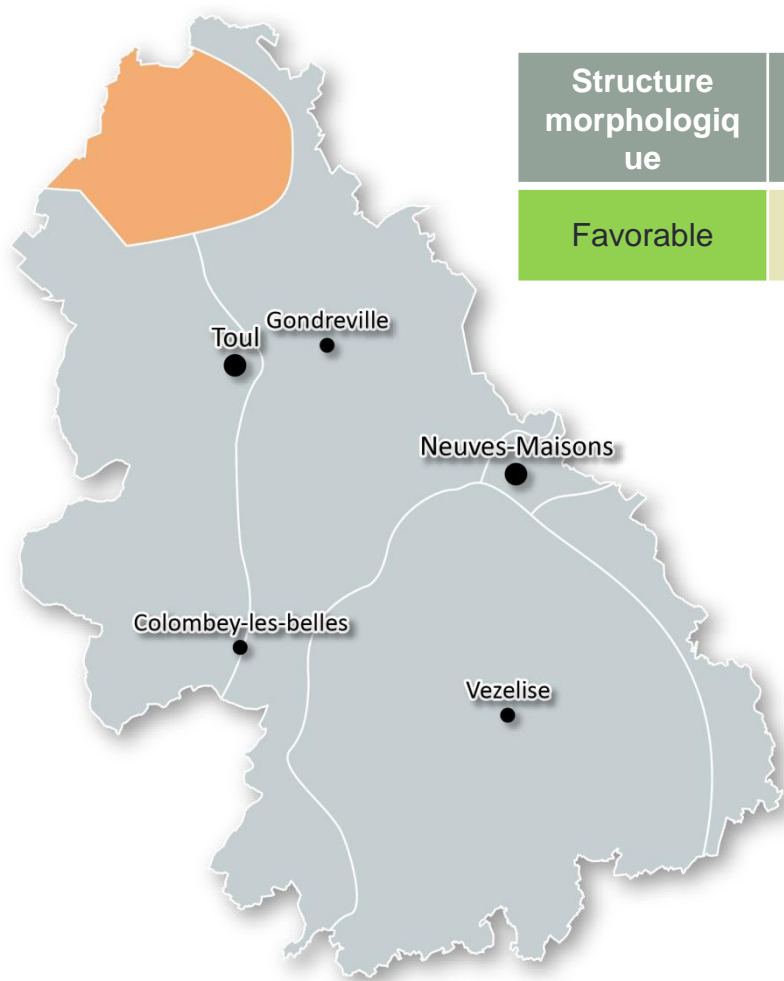 Structure
morphologiq
ue
Favorable
Gondreville
Toul
Neuves-Maisons
Colombey-les-belles
Vezelise